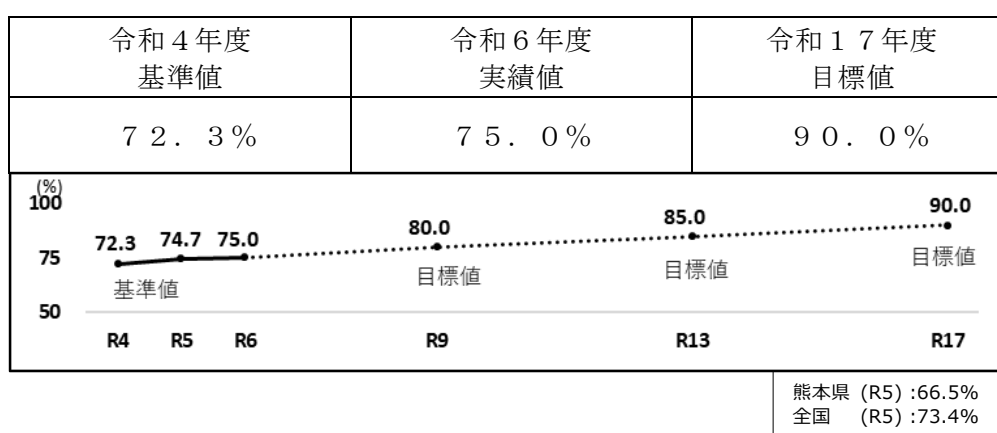 令和４年度 令和６年度 令和１７年度
基準値 実績値 目標値
７２．３％ ７５．０％ ９０．０％
(%)
100
72.3 74.7 75.0 80.0 85.0 90.0
75
基準値 目標値 目標値 目標値
50
R4 R5 R6 R9 R13 R17
熊本県 (R5) :66.5%
全国 (R5) :73.4%